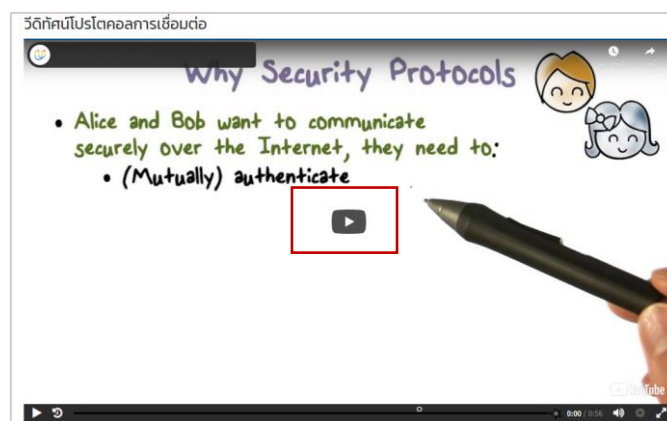 วีดิทัศน์โปรโตคอลการเชื่อมต่อ
Why Security Protocols
• Alice and Bob want to communicate
securely over the Internet, they need to:
• (Mutually) authenticate
YouTube
0:00 / 0:56